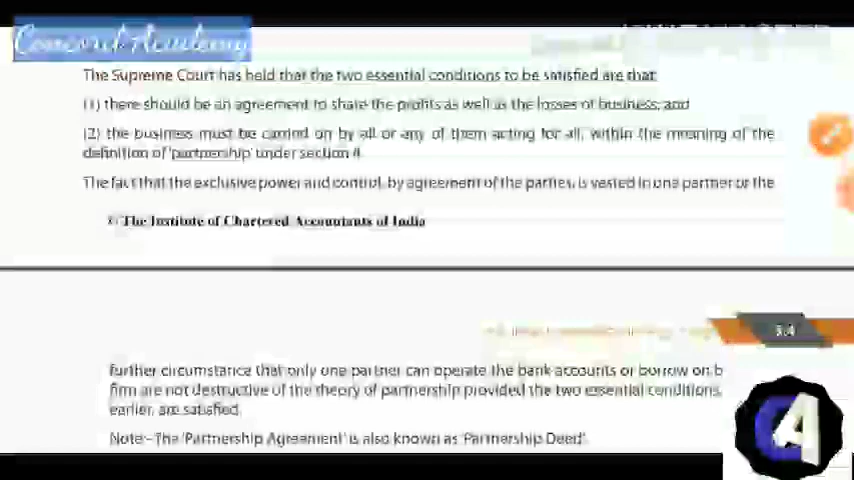 Concord Academy
The Supreme Court has held that the two essential conditions to be satisfied are that:
(1) there should be an agreement to share the profits as well as the losses of business; and
(2) the business must be carried on by all or any of them acting for all, within the meaning of the
definition of 'partnership' under section 4.
The fact that the exclusive power and control, by agreement of the parties, is vested in one partner or the
© The Institute of Chartered Accountants of India
3.4
further circumstance that only one partner can operate the bank accounts or borrow on b
firm are not destructive of the theory of partnership provided the two essential conditions,
earlier, are satisfied.
Note:- The 'Partnership Agreement' is also known as 'Partnership Deed'.
CA